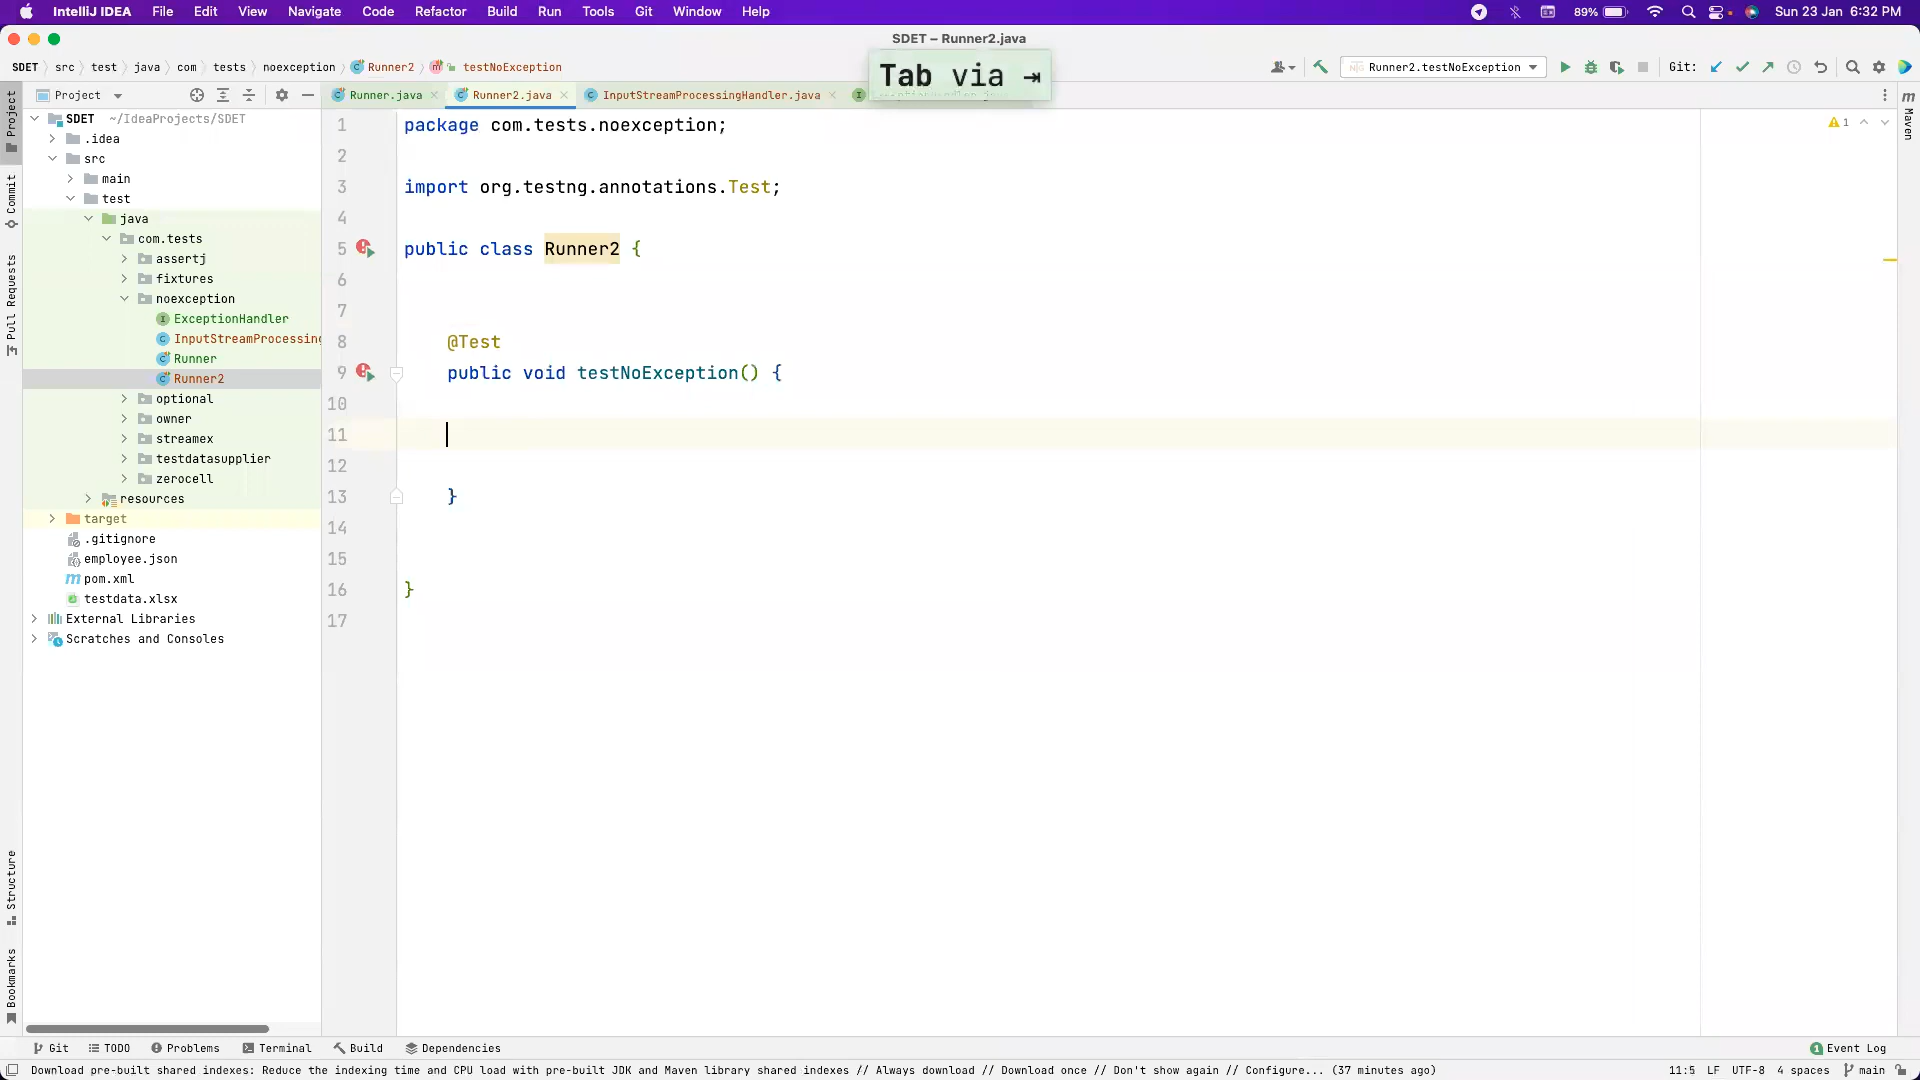 IntelliJ IDEA File Edit View Navigate Code Refactor Build Run Tools Git Window Help 89% Sun 23 Jan 6:32 PM
SDET – Runner2.java
SDET src test java com tests noexception Runner2 testNoException Runner2.testNoException Git:
Tab via ⇥
Project Runner.java Runner2.java InputStreamProcessingHandler.java
SDET ~/IdeaProjects/SDET
.idea
src
main
test
java
com.tests
assertj
fixtures
noexception
ExceptionHandler
InputStreamProcessing
Runner
Runner2
optional
owner
streamex
testdatasupplier
zerocell
resources
target
.gitignore
employee.json
pom.xml
testdata.xlsx
External Libraries
Scratches and Consoles
1 package com.tests.noexception;
2
3 import org.testng.annotations.Test;
4
5 public class Runner2 {
6
7
8 @Test
9 public void testNoException() {
10
11
12
13 }
14
15
16 }
17
1
Project
Commit
Pull Requests
Structure
Bookmarks
Maven
Git TODO Problems Terminal Build Dependencies 1 Event Log
Download pre-built shared indexes: Reduce the indexing time and CPU load with pre-built JDK and Maven library shared indexes // Always download // Download once // Don't show again // Configure... (37 minutes ago) 11:5 LF UTF-8 4 spaces main